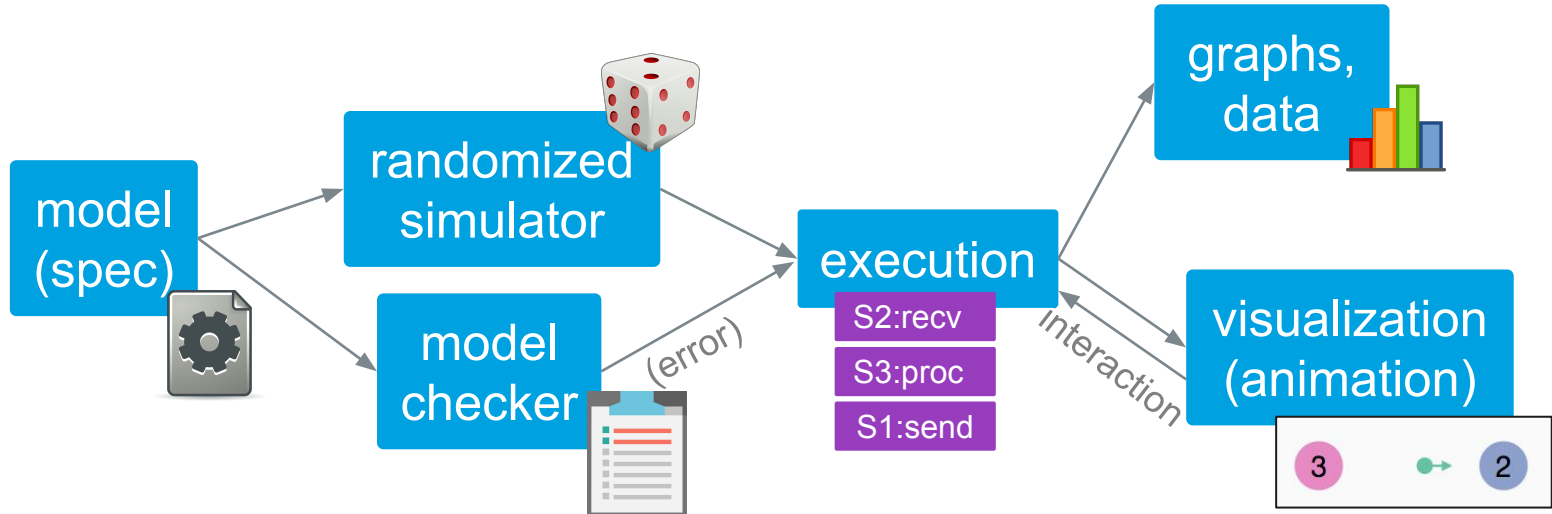 model
(spec)
randomized
simulator
model
checker
(error)
execution
S2:recv
S3:proc
S1:send
interaction
graphs,
data
visualization
(animation)
3
2